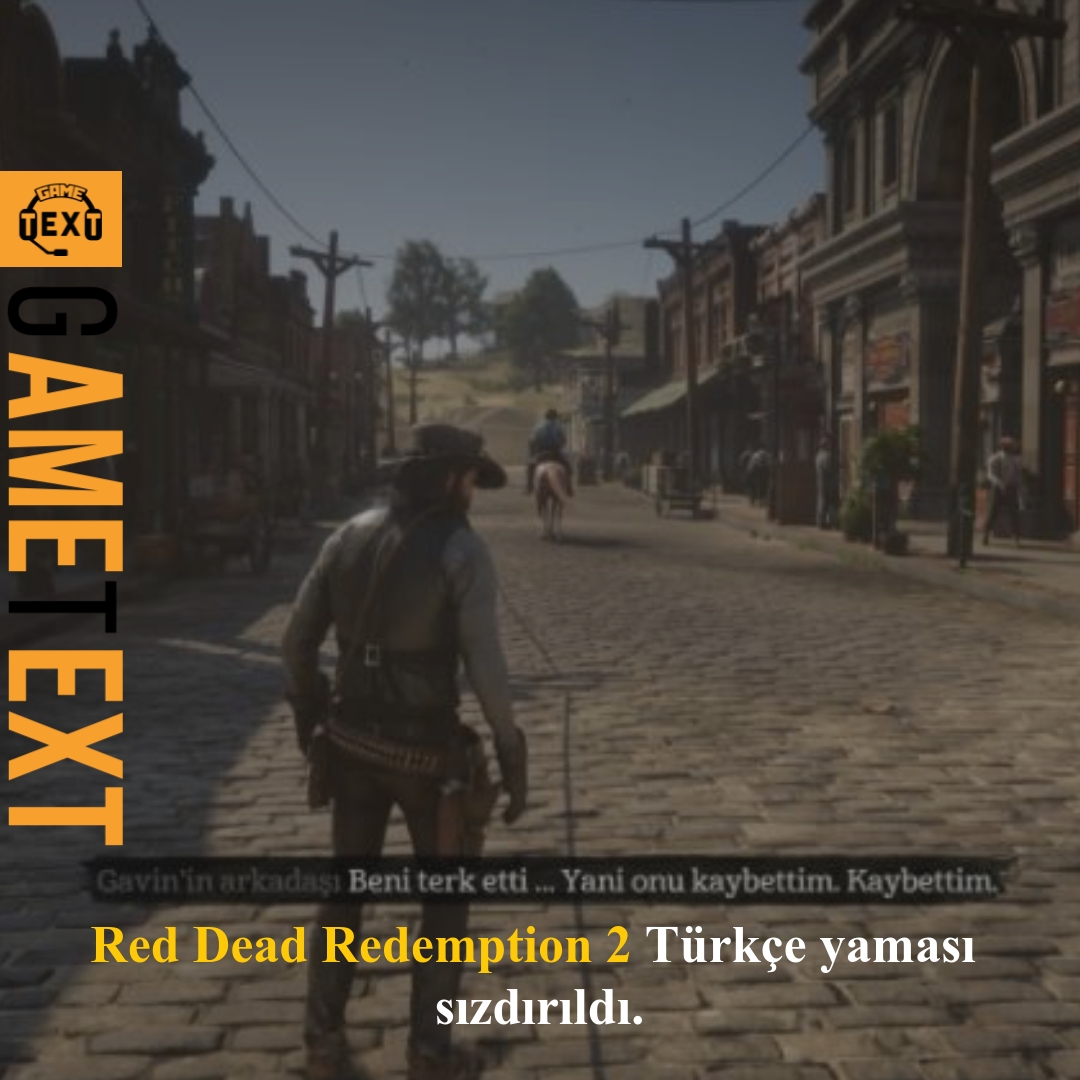 GAME
TEXT
GAMETEXT
Gavin'in arkadaşı Beni terk etti ... Yani onu kaybettim. Kaybettim.
Red Dead Redemption 2 Türkçe yaması
sızdırıldı.